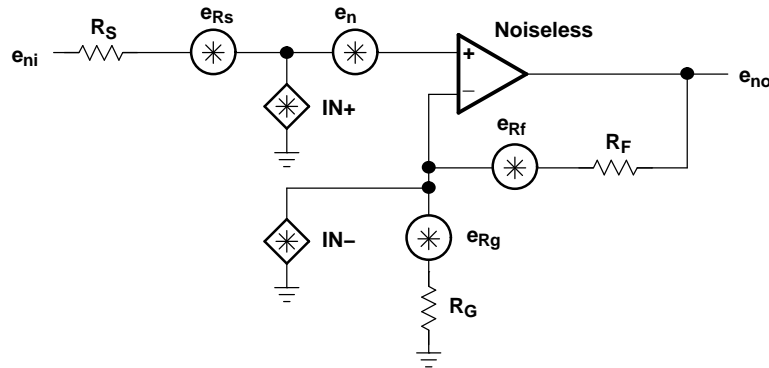 Noiseless
eni
RS
eRs
en
+
–
eno
IN+
eRf
RF
IN–
eRg
RG